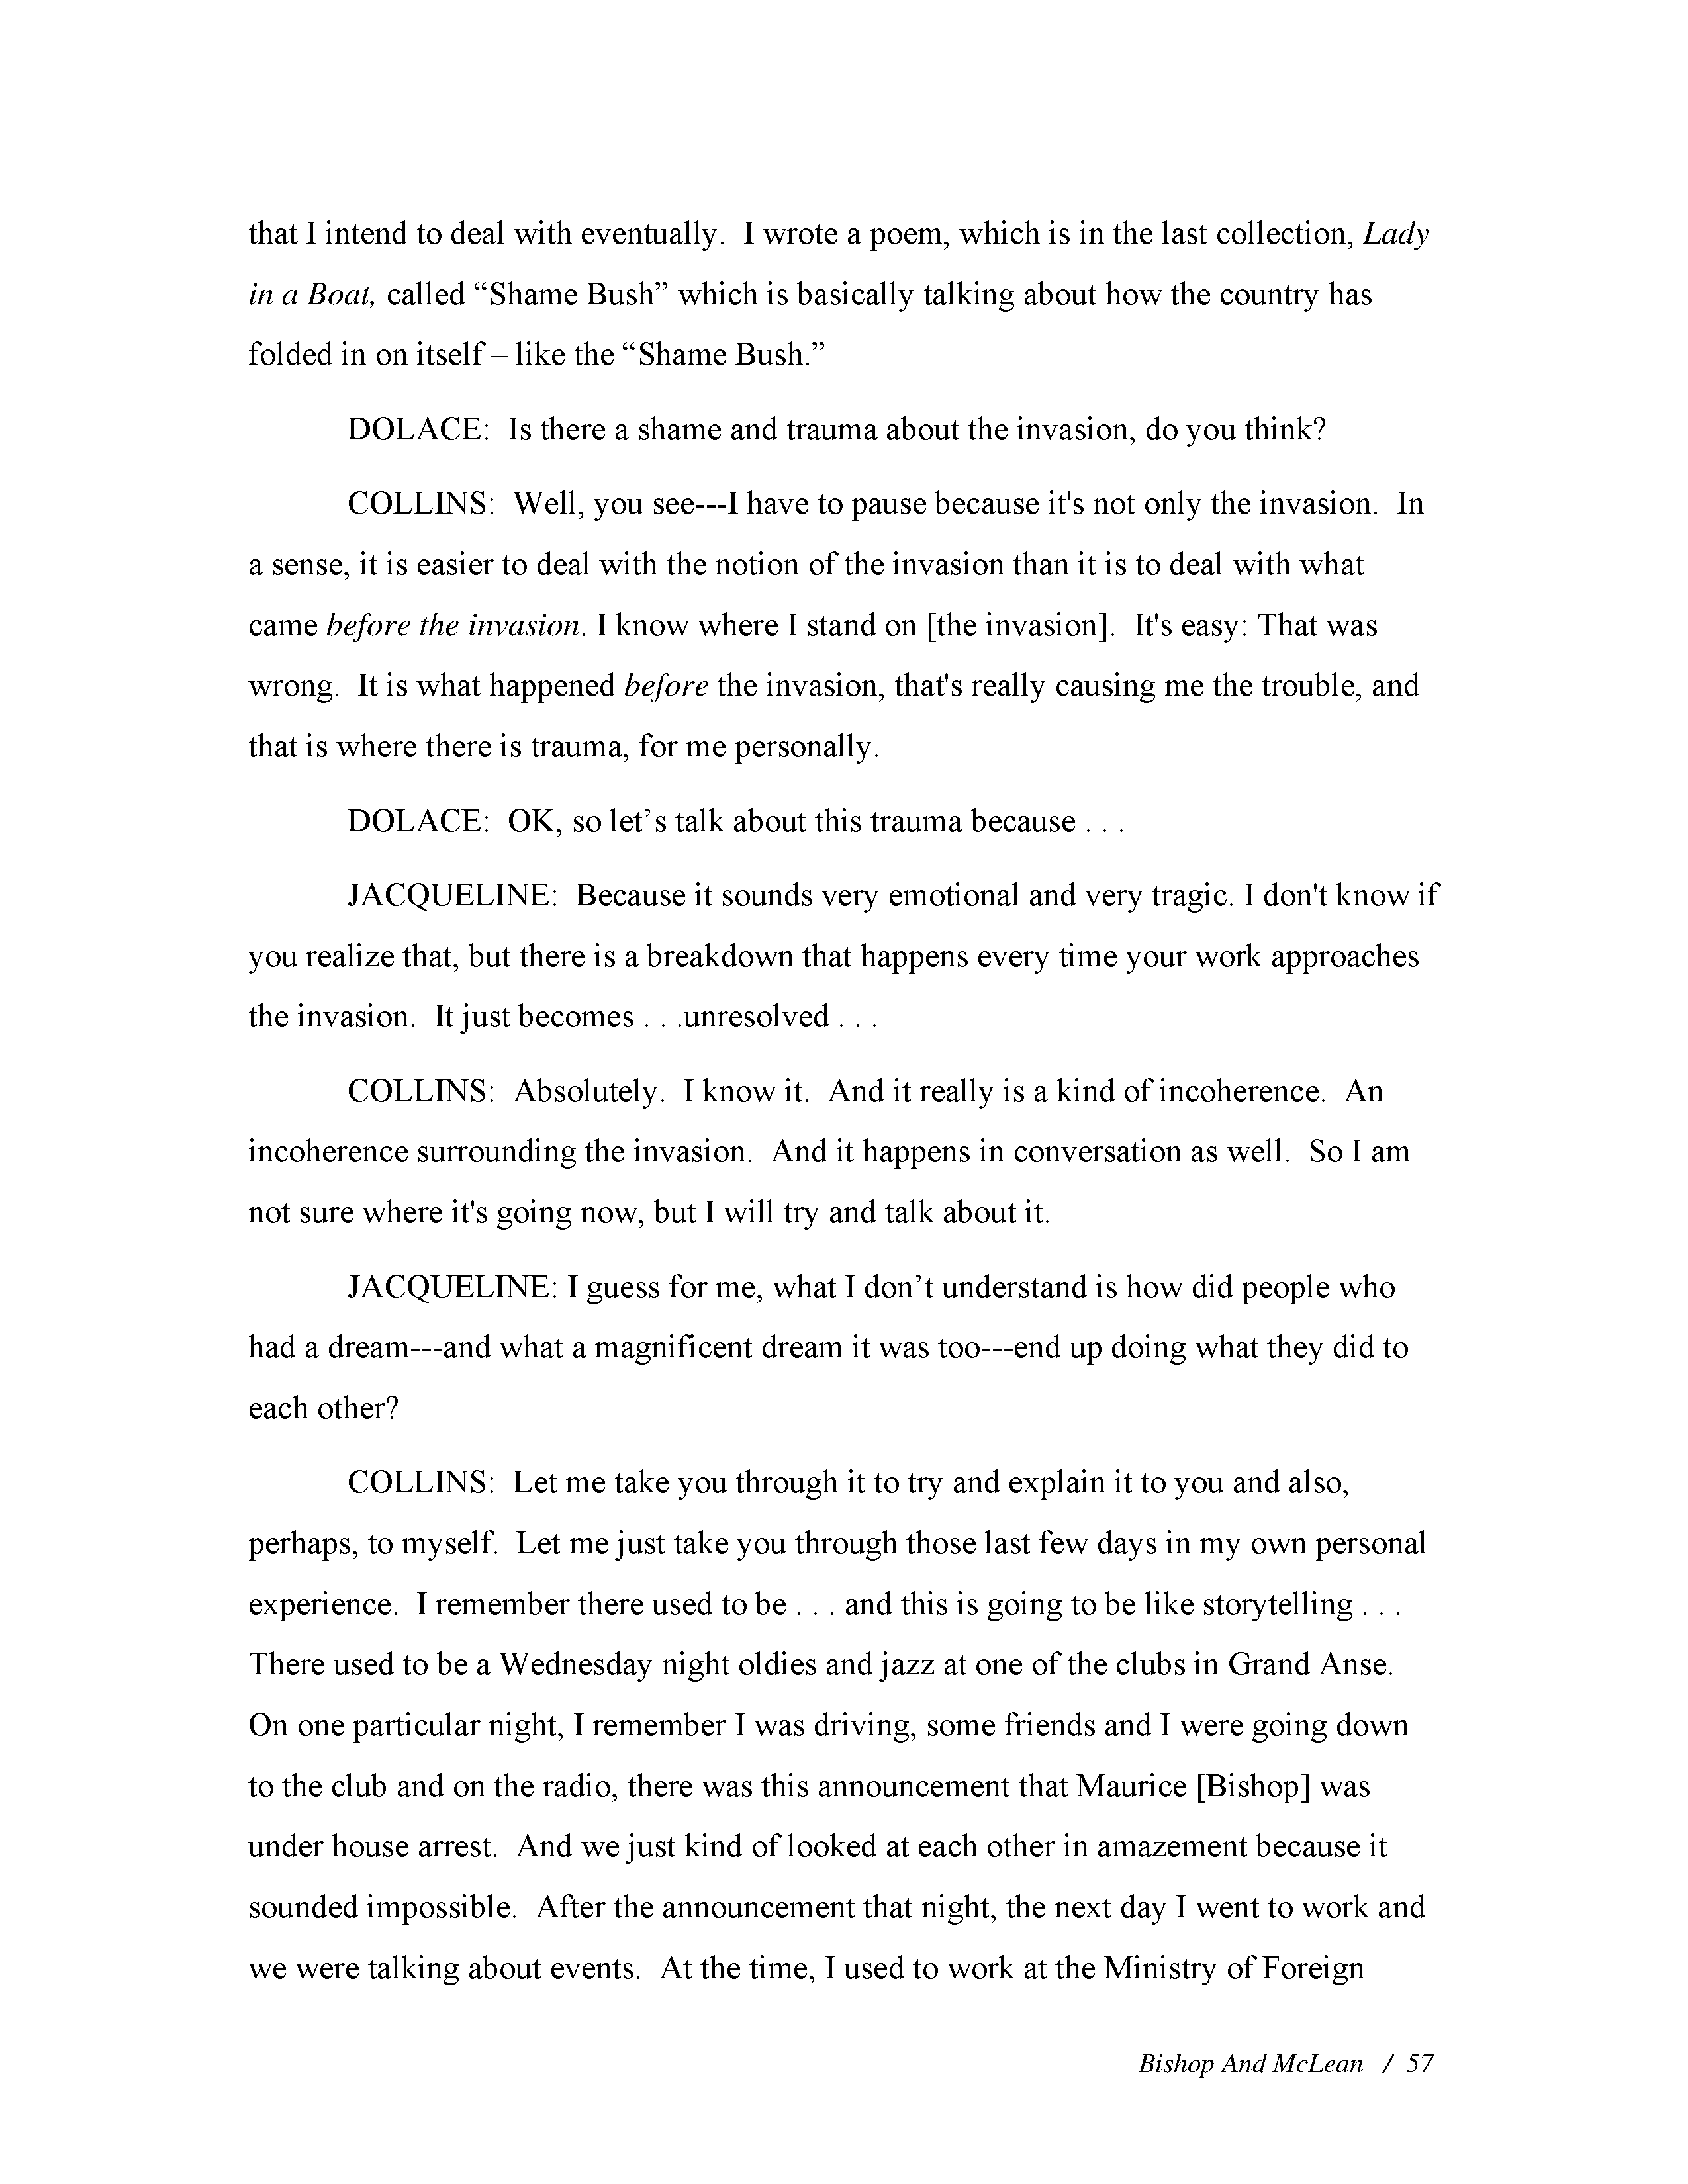 that I intend to deal with eventually.  I wrote a poem, which is in the last collection, Lady
in a Boat, called “Shame Bush” which is basically talking about how the country has
folded in on itself – like the “Shame Bush.”
DOLACE:  Is there a shame and trauma about the invasion, do you think?
COLLINS:  Well, you see---I have to pause because it's not only the invasion.  In
a sense, it is easier to deal with the notion of the invasion than it is to deal with what
came before the invasion. I know where I stand on [the invasion].  It's easy: That was
wrong.  It is what happened before the invasion, that's really causing me the trouble, and
that is where there is trauma, for me personally.
DOLACE:  OK, so let’s talk about this trauma because . . .
JACQUELINE:  Because it sounds very emotional and very tragic. I don't know if
you realize that, but there is a breakdown that happens every time your work approaches
the invasion.  It just becomes . . .unresolved . . .
COLLINS:  Absolutely.  I know it.  And it really is a kind of incoherence.  An
incoherence surrounding the invasion.  And it happens in conversation as well.  So I am
not sure where it's going now, but I will try and talk about it.
JACQUELINE: I guess for me, what I don’t understand is how did people who
had a dream---and what a magnificent dream it was too---end up doing what they did to
each other?
COLLINS:  Let me take you through it to try and explain it to you and also,
perhaps, to myself.  Let me just take you through those last few days in my own personal
experience.  I remember there used to be . . . and this is going to be like storytelling . . .
There used to be a Wednesday night oldies and jazz at one of the clubs in Grand Anse.
On one particular night, I remember I was driving, some friends and I were going down
to the club and on the radio, there was this announcement that Maurice [Bishop] was
under house arrest.  And we just kind of looked at each other in amazement because it
sounded impossible.  After the announcement that night, the next day I went to work and
we were talking about events.  At the time, I used to work at the Ministry of Foreign
Bishop And McLean  /  57